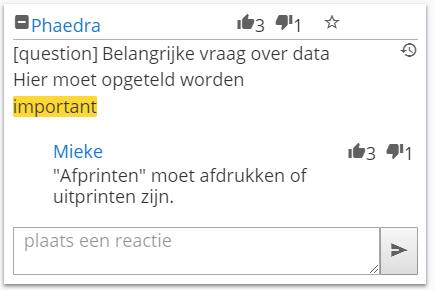 Phaedra 3 1
[question] Belangrijke vraag over data
Hier moet opgeteld worden
important
Mieke 3 1
"Afprinten" moet afdrukken of
uitprinten zijn.
plaats een reactie